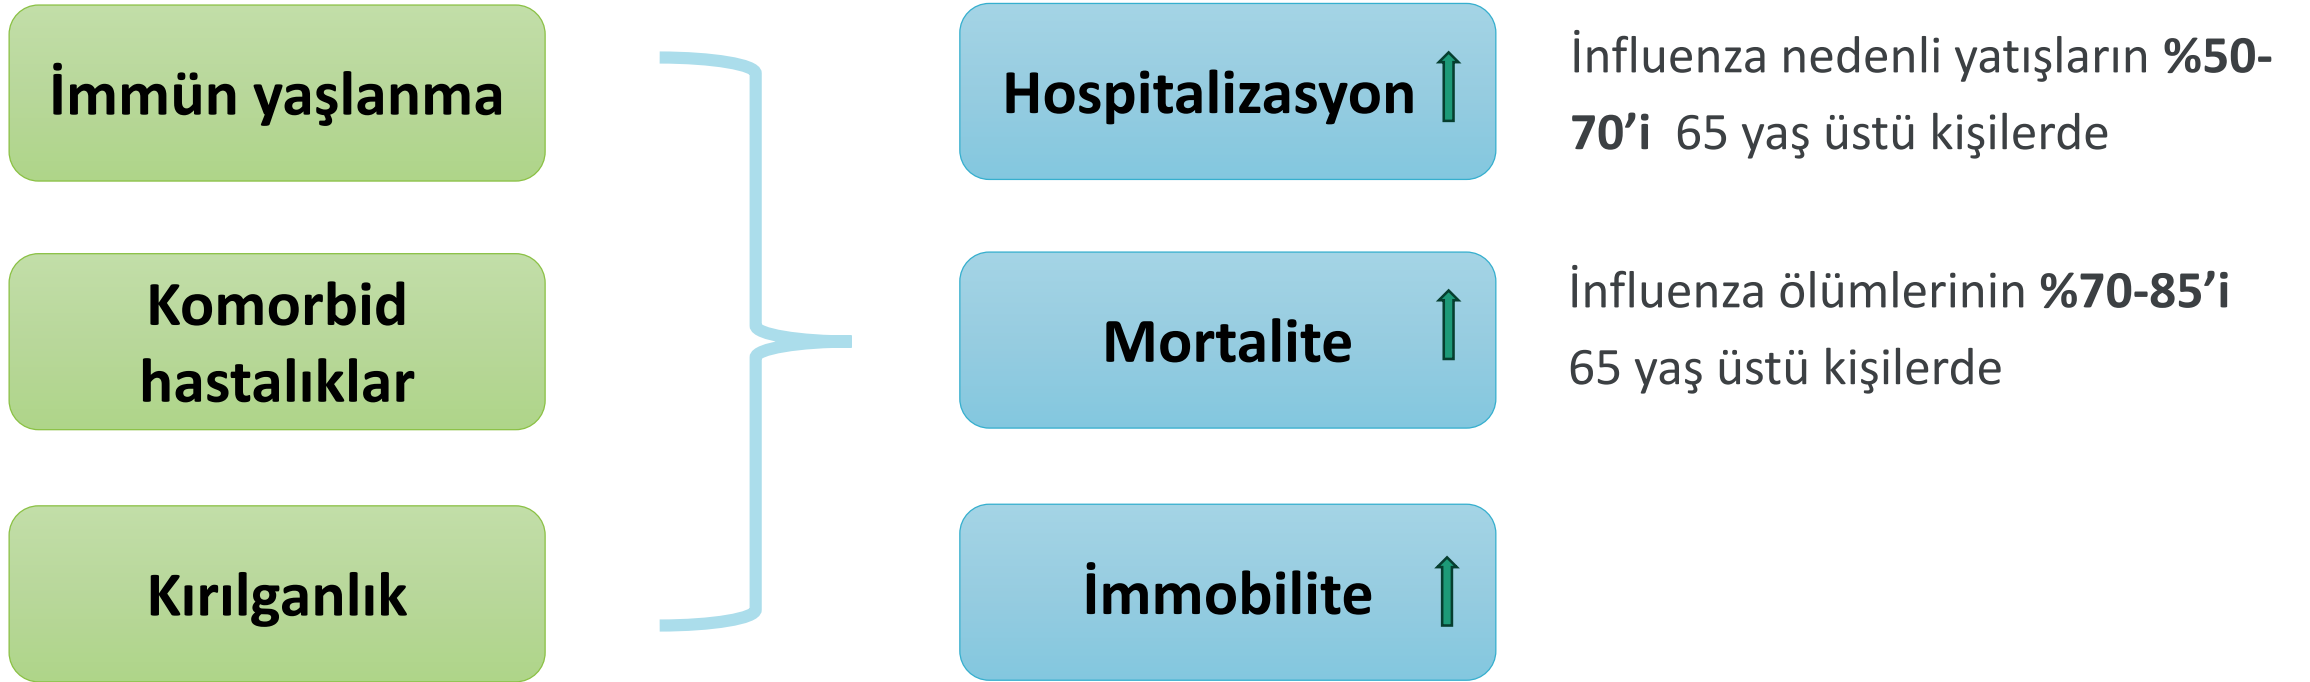 İmmün yaşlanma
Komorbid
hastalıklar
Kırılganlık
Hospitalizasyon
Mortalite
İmmobilite
İnfluenza nedenli yatışların %50-
70’i 65 yaş üstü kişilerde
İnfluenza ölümlerinin %70-85’i
65 yaş üstü kişilerde